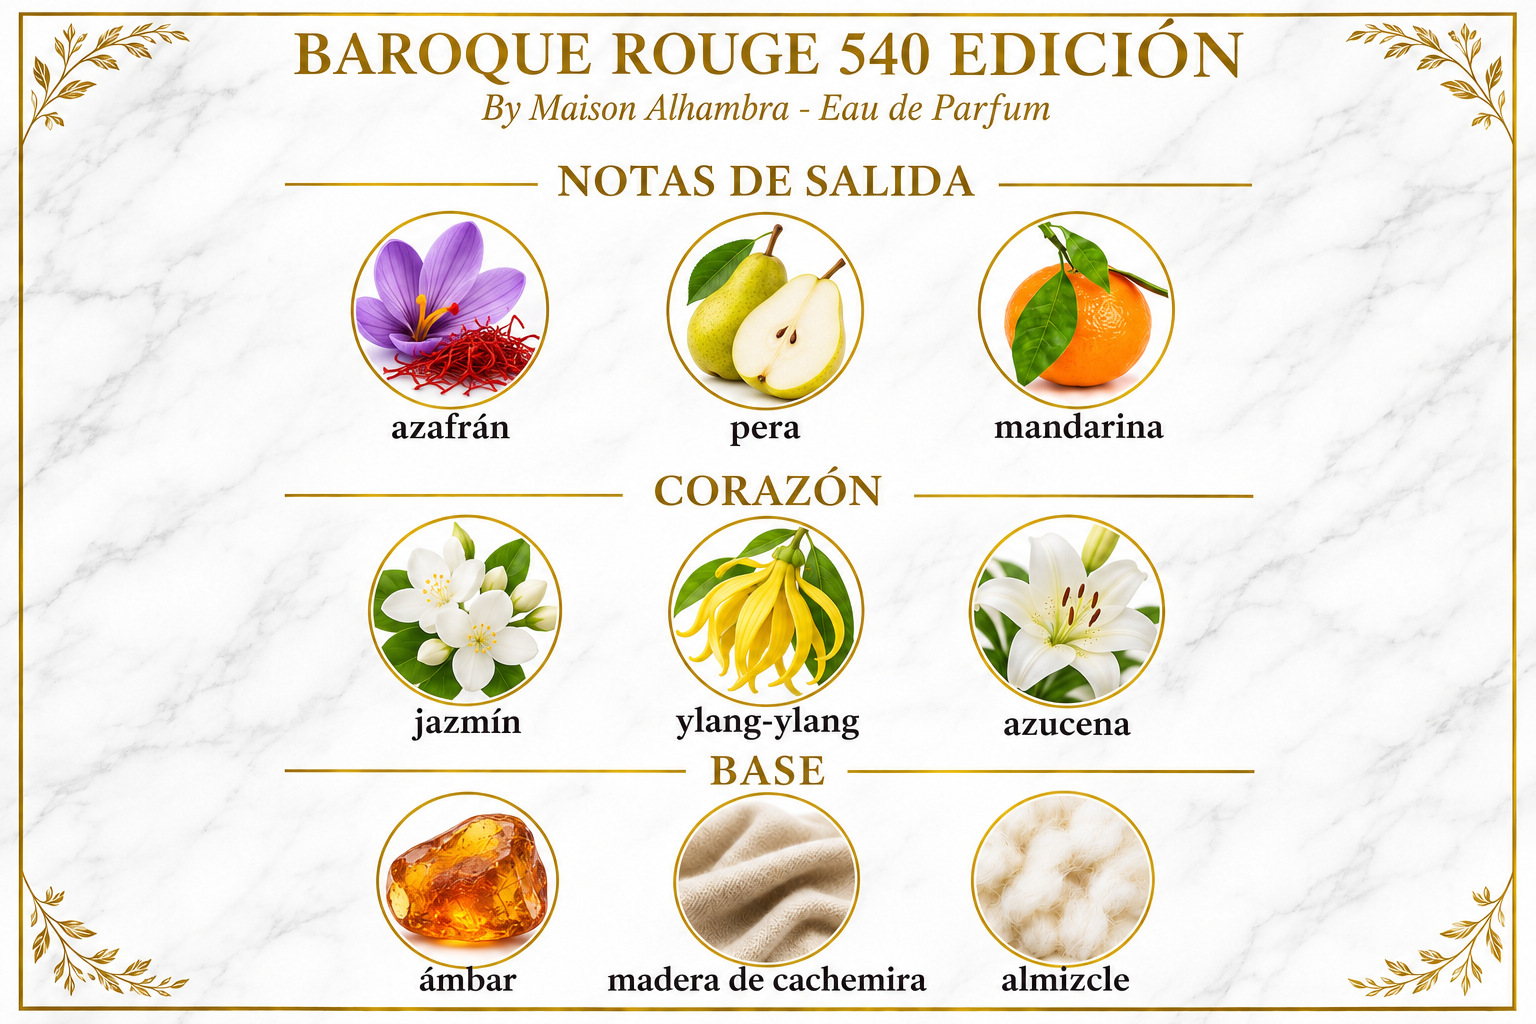 BAROQUE ROUGE 540 EDICIÓN
By Maison Alhambra - Eau de Parfum
NOTAS DE SALIDA
azafrán
pera
mandarina
CORAZÓN
jazmín
ylang-ylang
azucena
BASE
ámbar
madera de cachemira
almizcle